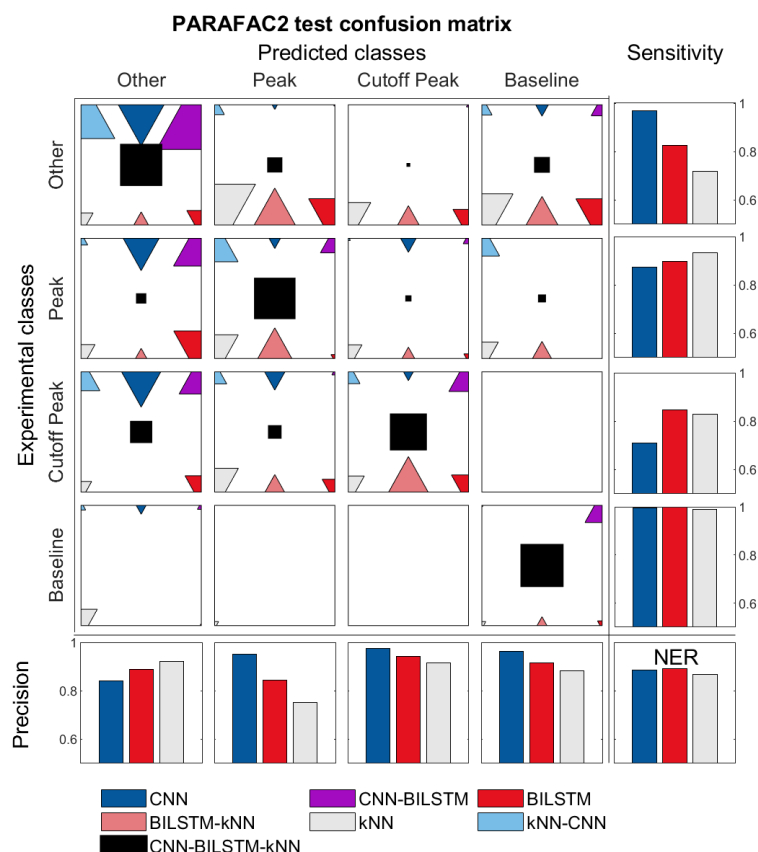 PARAFAC2 test confusion matrix
Predicted classes
Sensitivity
Other Peak Cutoff Peak Baseline
Experimental classes
Other
1
0.8
0.6
Peak
1
0.8
0.6
Cutoff Peak
1
0.8
0.6
Baseline
1
0.8
0.6
Precision
1
0.8
0.6
NER
CNN CNN-BILSTM BILSTM
BILSTM-kNN kNN kNN-CNN
CNN-BILSTM-kNN